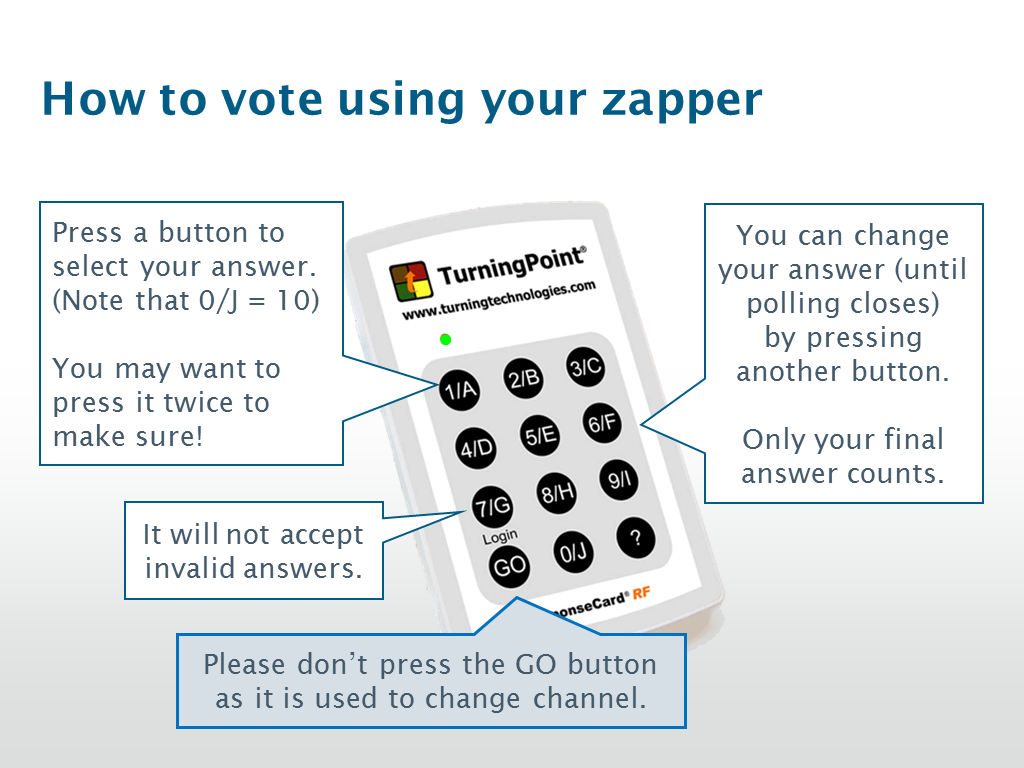 How to vote using your zapper
Press a button to
select your answer.
(Note that 0/J = 10)
You may want to
press it twice to
make sure!
You can change
your answer (until
polling closes)
by pressing
another button.
Only your final
answer counts.
It will not accept
invalid answers.
Please don’t press the GO button
as it is used to change channel.
TurningPoint®
www.turningtechnologies.com
1/A 2/B 3/C
4/D 5/E 6/F
7/G 8/H 9/I
Login
GO 0/J ?
onseCard® RF